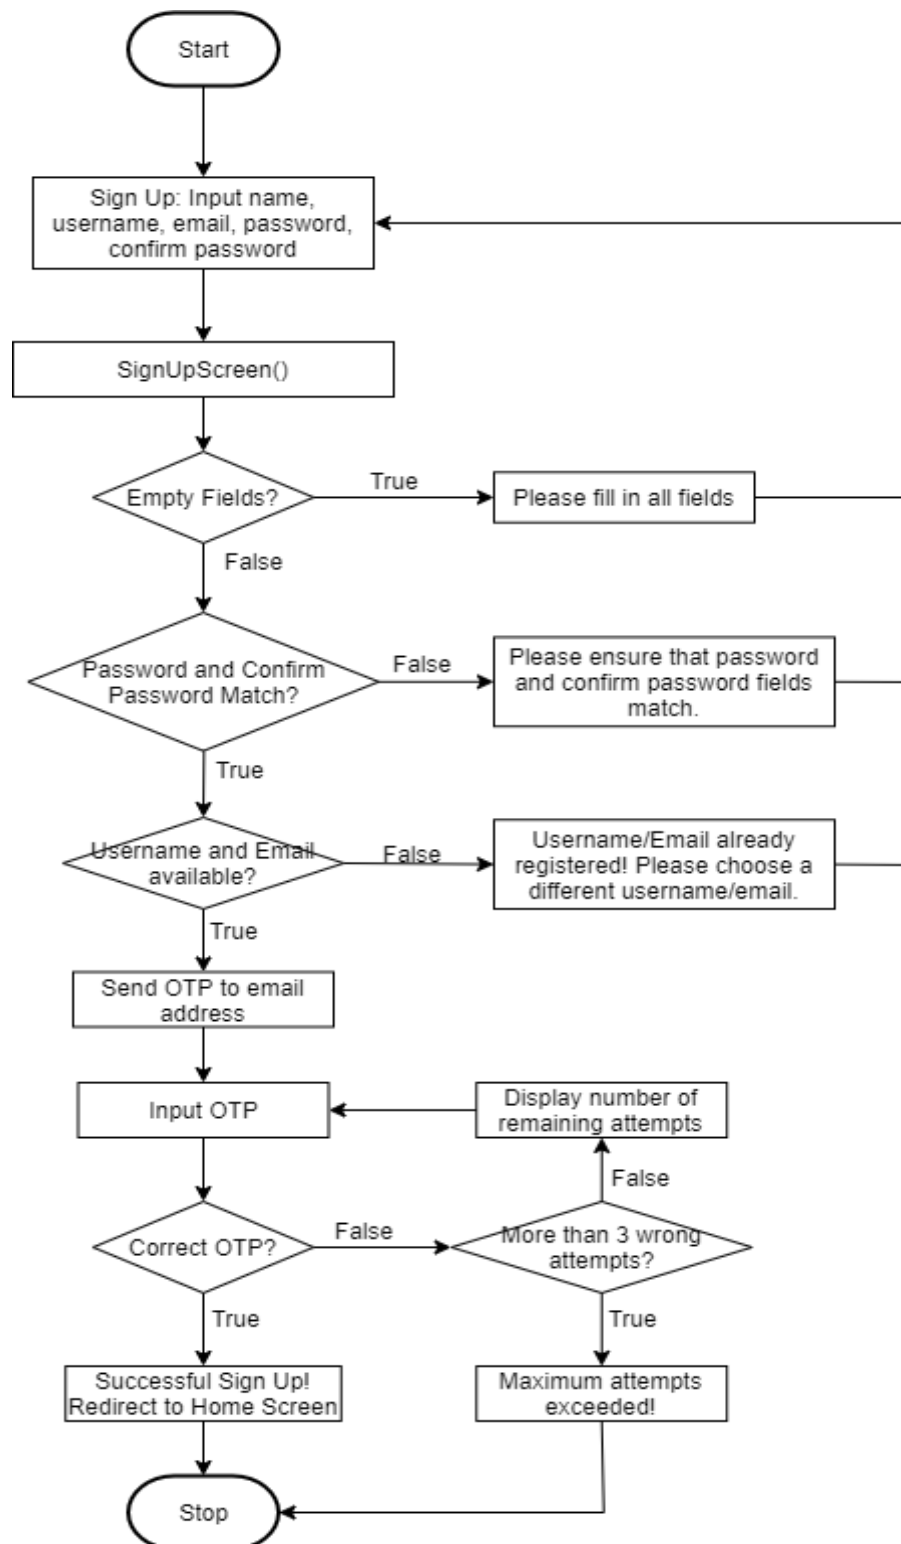 Start
Sign Up: Input name,
username, email, password,
confirm password
SignUpScreen()
Empty Fields?
True
Please fill in all fields
False
Password and Confirm
Password Match?
False
Please ensure that password
and confirm password fields
match.
True
Username and Email
available?
False
Username/Email already
registered! Please choose a
different username/email.
True
Send OTP to email
address
Input OTP
Display number of
remaining attempts
False
Correct OTP?
False
More than 3 wrong
attempts?
True
True
Successful Sign Up!
Redirect to Home Screen
Maximum attempts
exceeded!
Stop